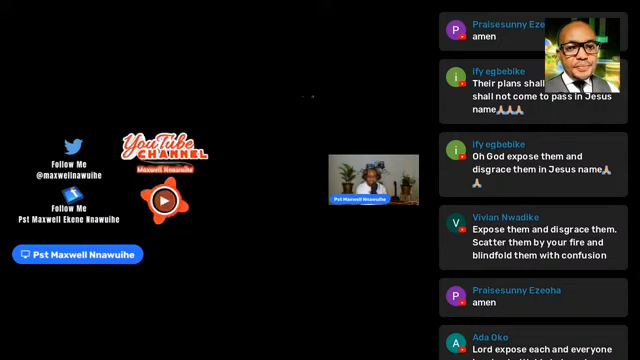 Follow Me
@maxwellnawuihe
Follow Me
Pst Maxwell Ekene Nnawuihe
YouTube
CHANNEL
Maxwell Nnawuihe
Pst Maxwell Nnawuihe
Pst Maxwell Nnawuihe
Praisesunny Eze
amen
Ify egbebike
Their plans shall
shall not come to pass in Jesus
name🙏🏽🙏🏽🙏🏽
Ify egbebike
Oh God expose them and
disgrace them in Jesus name🙏🏽
🙏🏽
Vivian Nwadike
Expose them and disgrace them.
Scatter them by your fire and
blindfold them with confusion
Praisesunny Ezeoha
amen
Ada Oko
Lord expose each and everyone